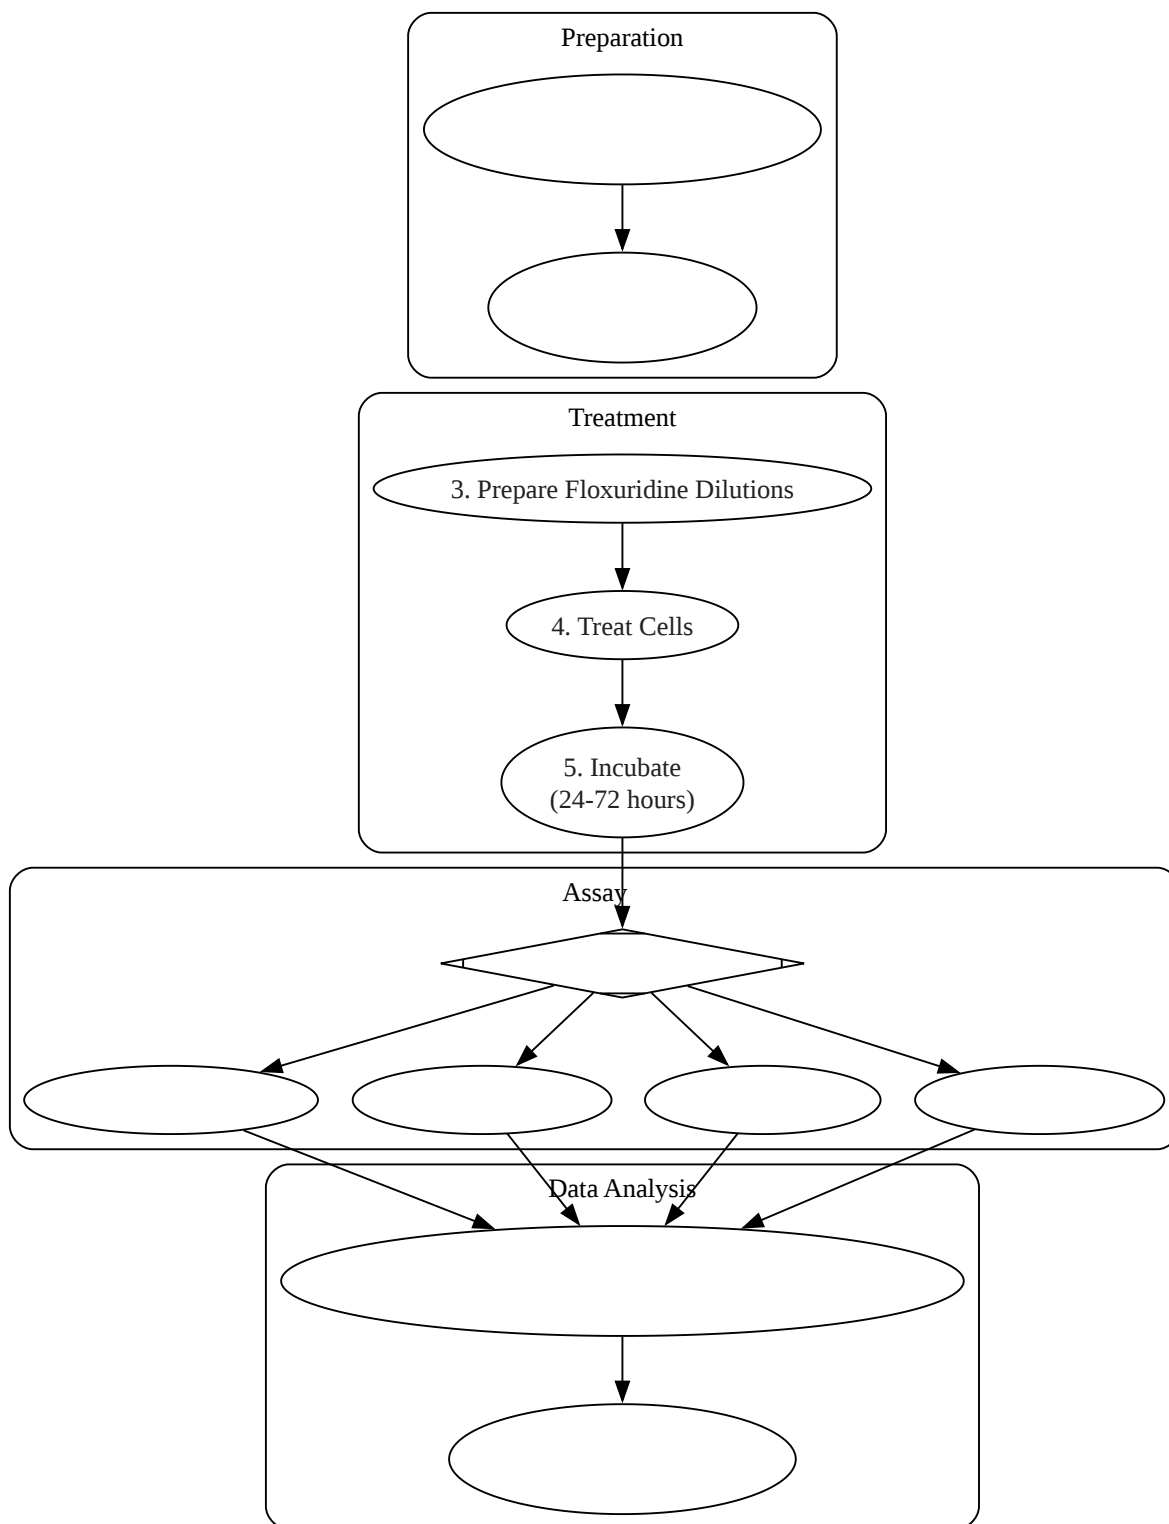 Preparation
Treatment
3. Prepare Floxuridine Dilutions
4. Treat Cells
5. Incubate
(24-72 hours)
Assay
Data Analysis